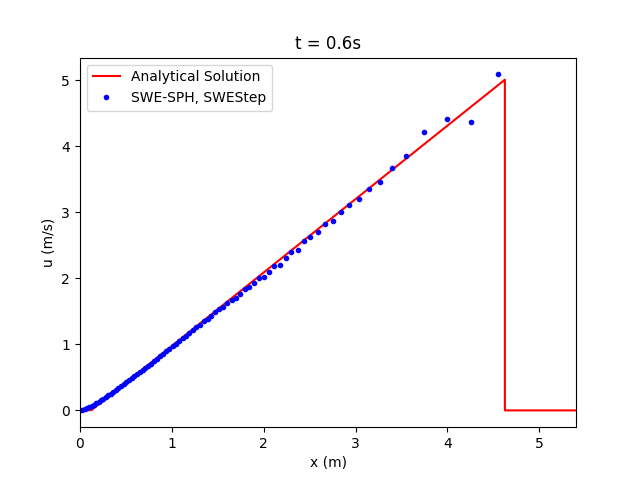 t = 0.6s
Analytical Solution
SWE-SPH, SWEStep
u (m/s)
5
4
3
2
1
0
0 1 2 3 4 5
x (m)